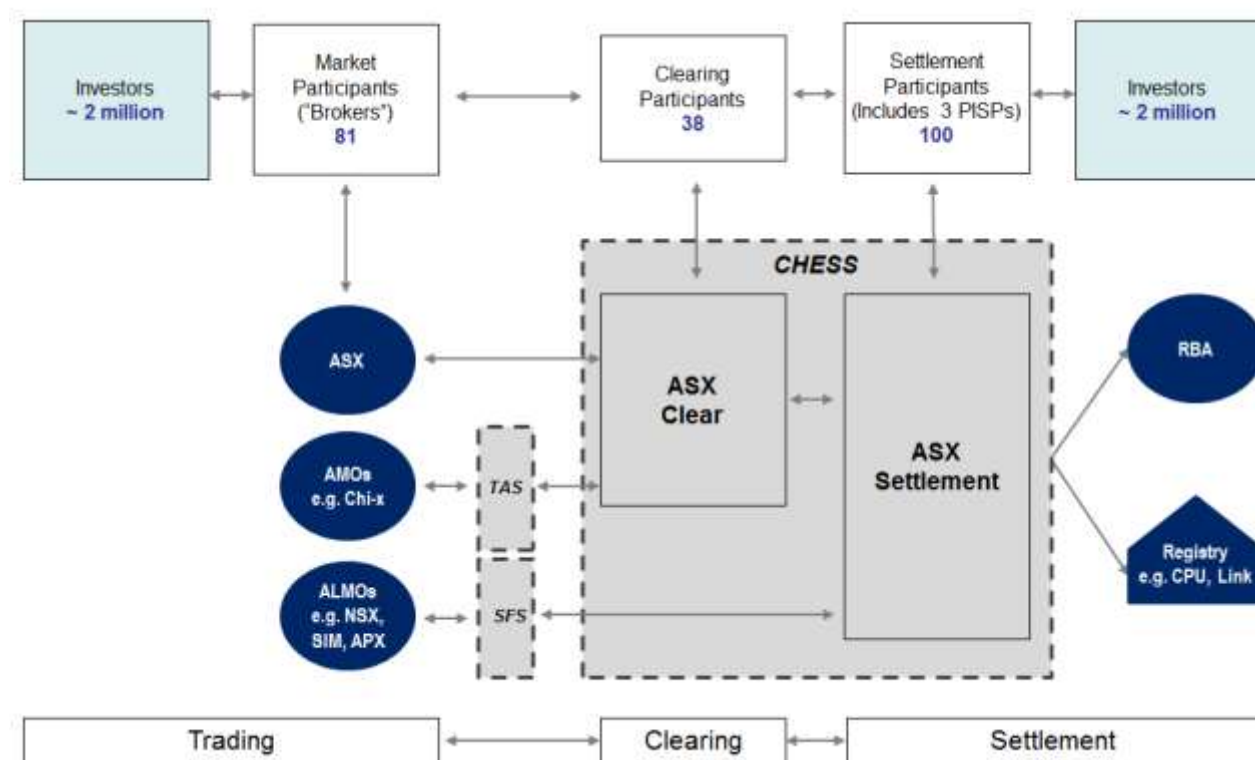 Investors
~ 2 million
Market
Participants
("Brokers")
81
Clearing
Participants
38
Settlement
Participants
(Includes 3 PISPs)
100
Investors
~ 2 million
CHESS
ASX
ASX
Clear
ASX
Settlement
RBA
AMOs
e.g. Chi-x
TAS
ALMOs
e.g. NSX,
SIM, APX
SFS
Registry
e.g. CPU, Link
Trading
Clearing
Settlement